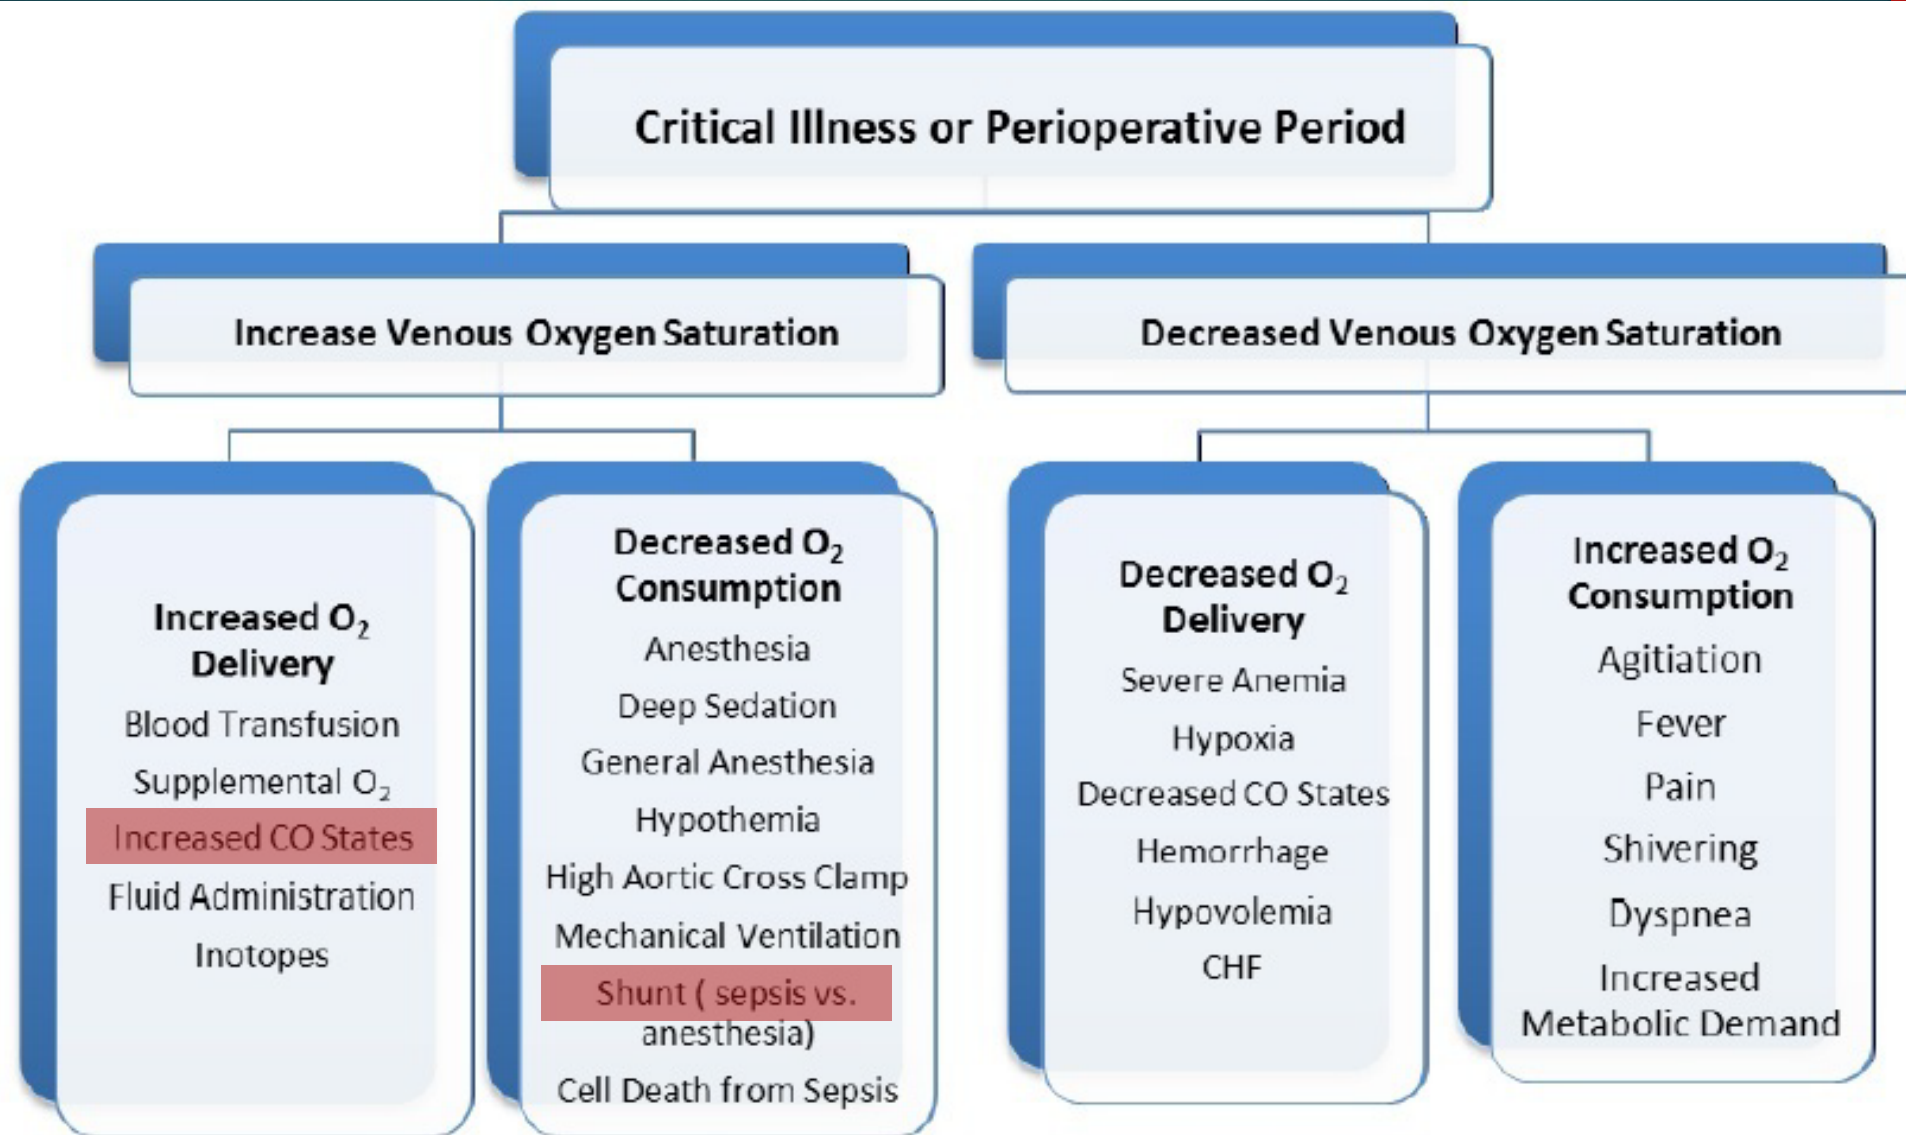 Critical Illness or Perioperative Period
Increase Venous Oxygen Saturation
Decreased Venous Oxygen Saturation
Increased O₂
Delivery
Blood Transfusion
Supplemental O₂
Increased CO States
Fluid Administration
Inotopes
Decreased O₂
Consumption
Anesthesia
Deep Sedation
General Anesthesia
Hypothemia
High Aortic Cross Clamp
Mechanical Ventilation
Shunt ( sepsis vs.
anesthesia)
Cell Death from Sepsis
Decreased O₂
Delivery
Severe Anemia
Hypoxia
Decreased CO States
Hemorrhage
Hypovolemia
CHF
Increased O₂
Consumption
Agitiation
Fever
Pain
Shivering
Dyspnea
Increased
Metabolic Demand